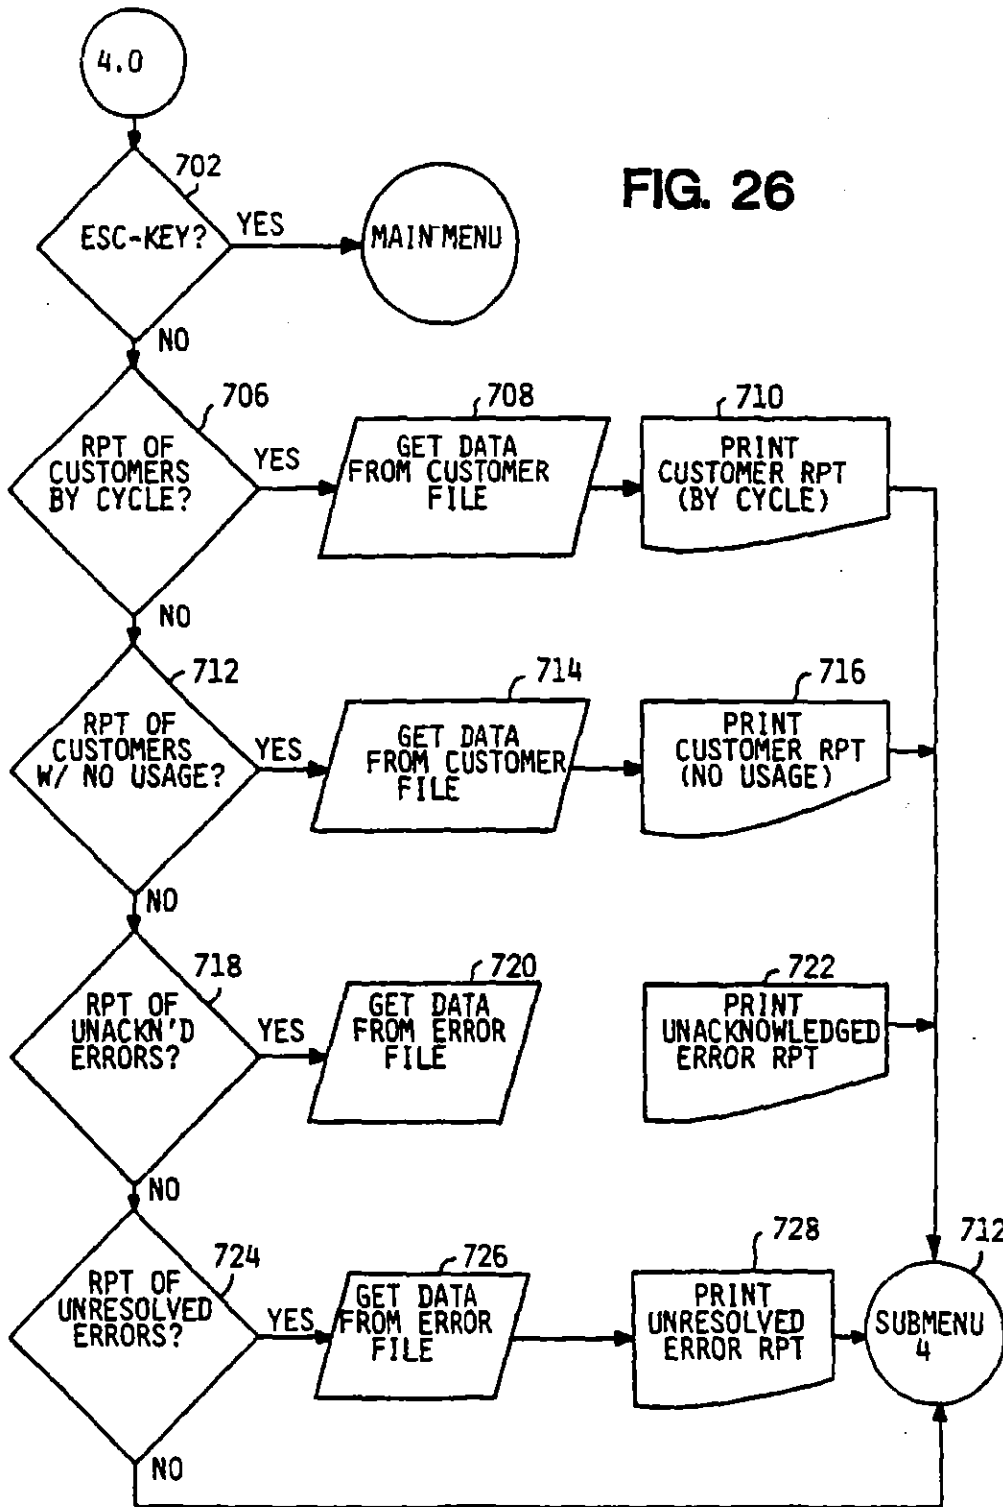 4.0
FIG. 26
702
ESC-KEY?
YES
MAIN MENU
NO
706
RPT OF
CUSTOMERS
BY CYCLE?
YES
708
GET DATA
FROM CUSTOMER
FILE
710
PRINT
CUSTOMER RPT
(BY CYCLE)
NO
712
RPT OF
CUSTOMERS
W/ NO USAGE?
YES
714
GET DATA
FROM CUSTOMER
FILE
716
PRINT
CUSTOMER RPT
(NO USAGE)
NO
718
RPT OF
UNACKN'D
ERRORS?
YES
720
GET DATA
FROM ERROR
FILE
722
PRINT
UNACKNOWLEDGED
ERROR RPT
NO
724
RPT OF
UNRESOLVED
ERRORS?
YES
726
GET DATA
FROM ERROR
FILE
728
PRINT
UNRESOLVED
ERROR RPT
712
SUBMENU
4
NO